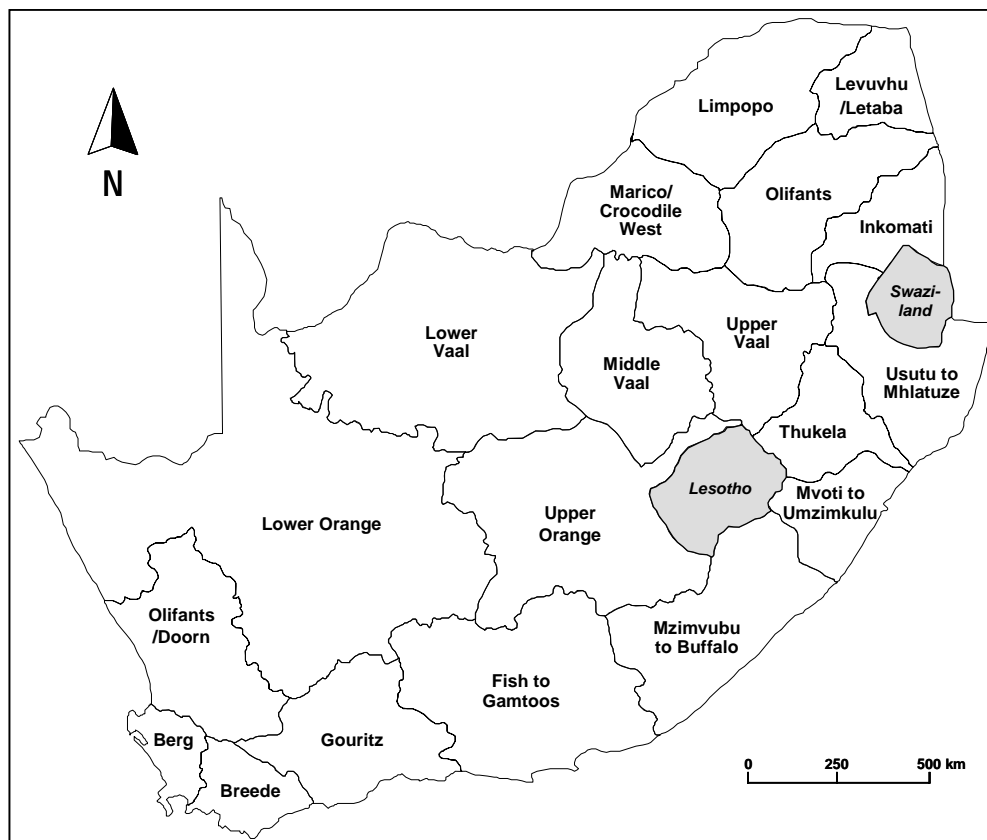 Levuvhu
/Letaba
Limpopo
N
Marico/
Crocodile
West
Olifants
Inkomati
Swazi-
land
Lower
Vaal
Upper
Vaal
Middle
Vaal
Usutu to
Mhlatuze
Thukela
Lesotho
Mvoti to
Umzimkulu
Lower Orange
Upper
Orange
Olifants
/Doorn
Mzimvubu
to Buffalo
Fish to
Gamtoos
Berg
Gouritz
Breede
0 250 500 km